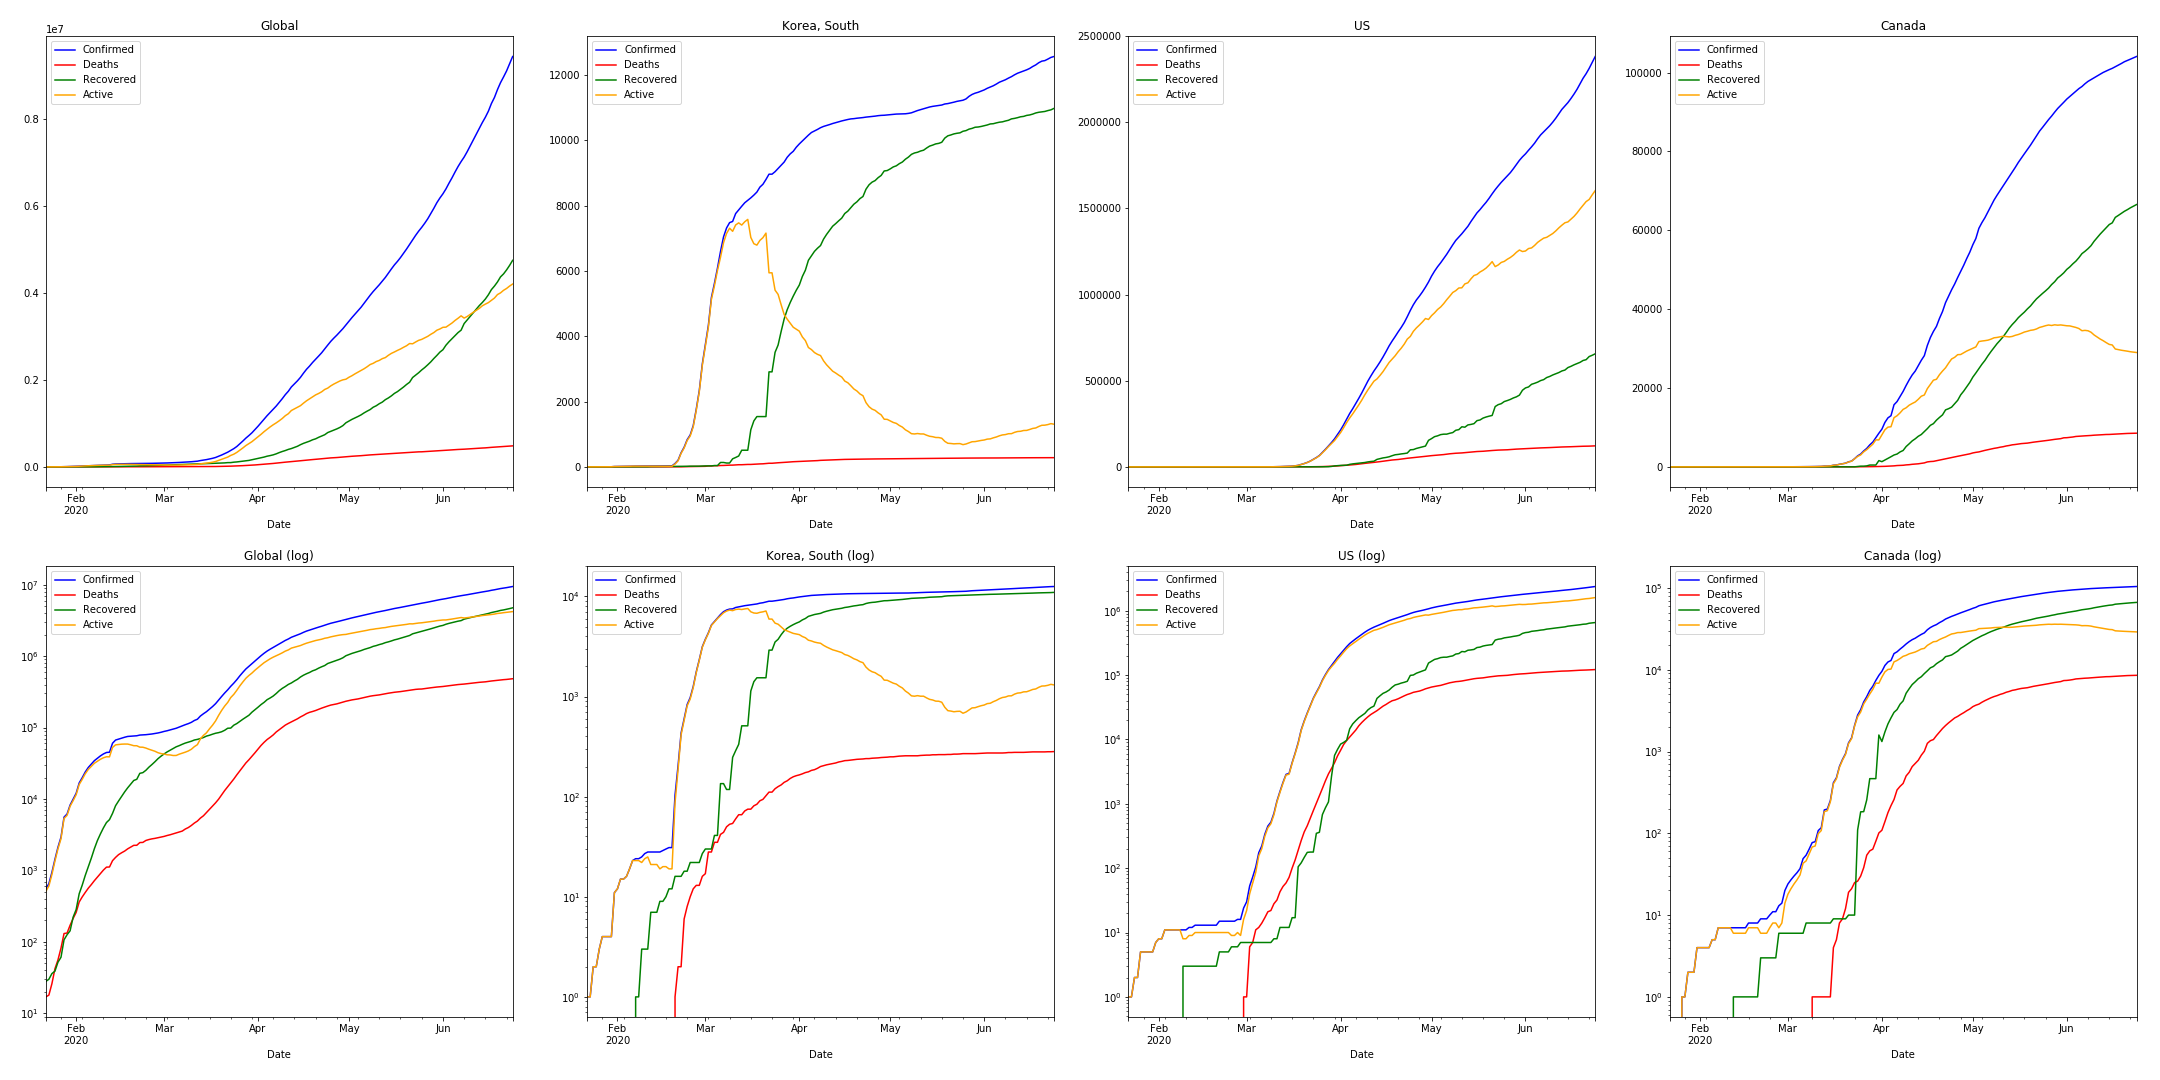 Global
1e7
Confirmed
Deaths
Recovered
Active
0.8
0.6
0.4
0.2
0.0
Feb Mar Apr May Jun
2020
Date
Korea, South
Confirmed
Deaths
Recovered
Active
12000
10000
8000
6000
4000
2000
0
Feb Mar Apr May Jun
2020
Date
US
2500000
Confirmed
Deaths
Recovered
Active
2000000
1500000
1000000
500000
0
Feb Mar Apr May Jun
2020
Date
Canada
Confirmed
Deaths
Recovered
Active
100000
80000
60000
40000
20000
0
Feb Mar Apr May Jun
2020
Date
Global (log)
Confirmed
Deaths
Recovered
Active
10⁷
10⁶
10⁵
10⁴
10³
10²
10¹
Feb Mar Apr May Jun
2020
Date
Korea, South (log)
Confirmed
Deaths
Recovered
Active
10⁴
10³
10²
10¹
10⁰
Feb Mar Apr May Jun
2020
Date
US (log)
Confirmed
Deaths
Recovered
Active
10⁶
10⁵
10⁴
10³
10²
10¹
10⁰
Feb Mar Apr May Jun
2020
Date
Canada (log)
Confirmed
Deaths
Recovered
Active
10⁵
10⁴
10³
10²
10¹
10⁰
Feb Mar Apr May Jun
2020
Date